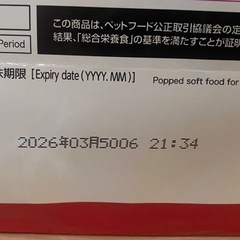 この商品は、ペットフード公正取引協議会の定
結果、「総合栄養食」の基準を満たすことが証明
Period
味期限［Expiry date (YYYY. MM)］
Popped soft food for
2026年03月5006 21:34